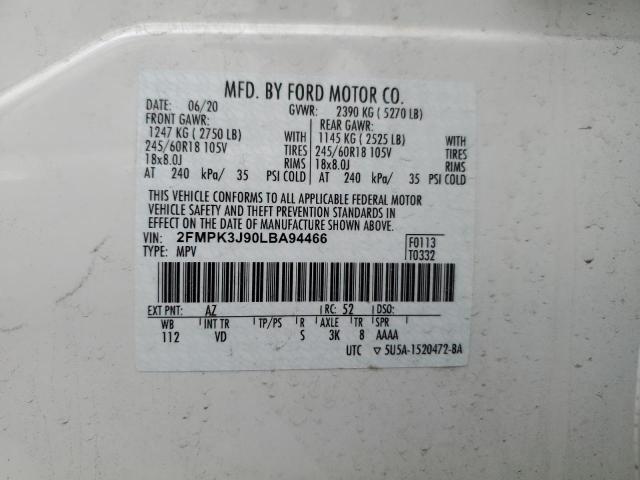 MFD. BY FORD MOTOR CO.
DATE: 06/20 GVWR: 2390 KG ( 5270 LB)
FRONT GAWR: REAR GAWR:
1247 KG ( 2750 LB) WITH 1145 KG ( 2525 LB) WITH
245/60R18 105V TIRES 245/60R18 105V TIRES
18x8.0J RIMS 18x8.0J RIMS
AT 240 kPa/ 35 PSI COLD AT 240 kPa/ 35 PSI COLD
THIS VEHICLE CONFORMS TO ALL APPLICABLE FEDERAL MOTOR
VEHICLE SAFETY AND THEFT PREVENTION STANDARDS IN
EFFECT ON THE DATE OF MANUFACTURE SHOWN ABOVE.
VIN: 2FMPK3J90LBA94466 F0113
TYPE: MPV T0332
EXT PNT: AZ RC: 52 DSO:
WB INT TR TP/PS R AXLE TR SPR
112 VD S 3K 8 AAAA
UTC ▽ 5U5A-1520472-BA